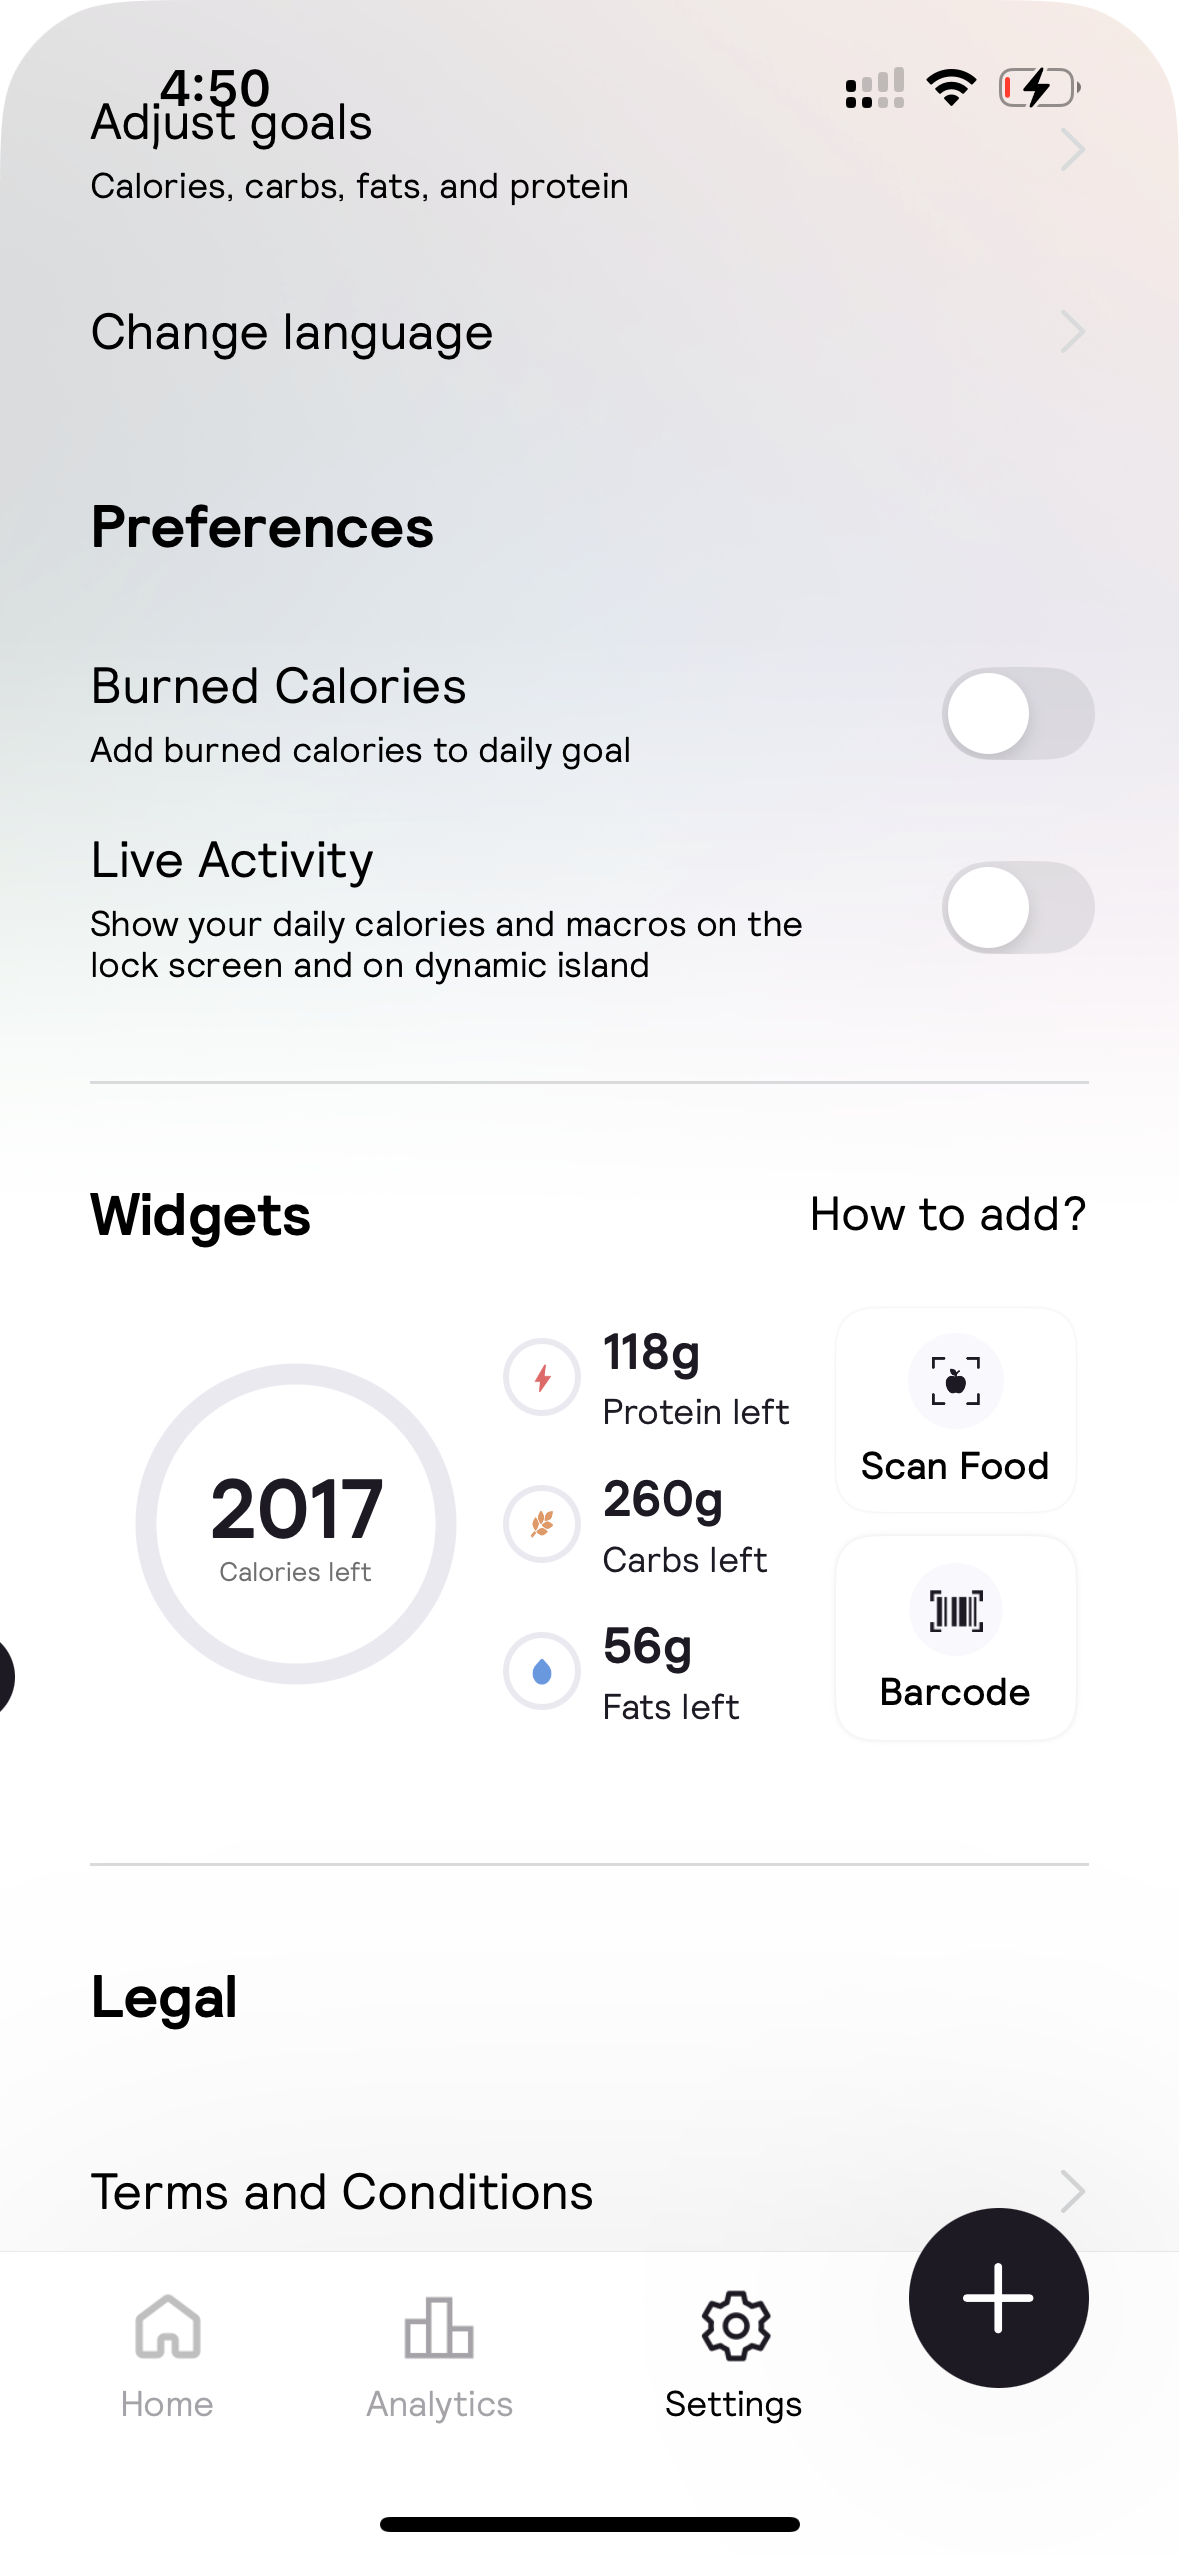 4:50
Adjust goals
Calories, carbs, fats, and protein
Change language
Preferences
Burned Calories
Add burned calories to daily goal
Live Activity
Show your daily calories and macros on the
lock screen and on dynamic island
Widgets
How to add?
2017
Calories left
118g
Protein left
260g
Carbs left
56g
Fats left
Scan Food
Barcode
Legal
Terms and Conditions
Home
Analytics
Settings